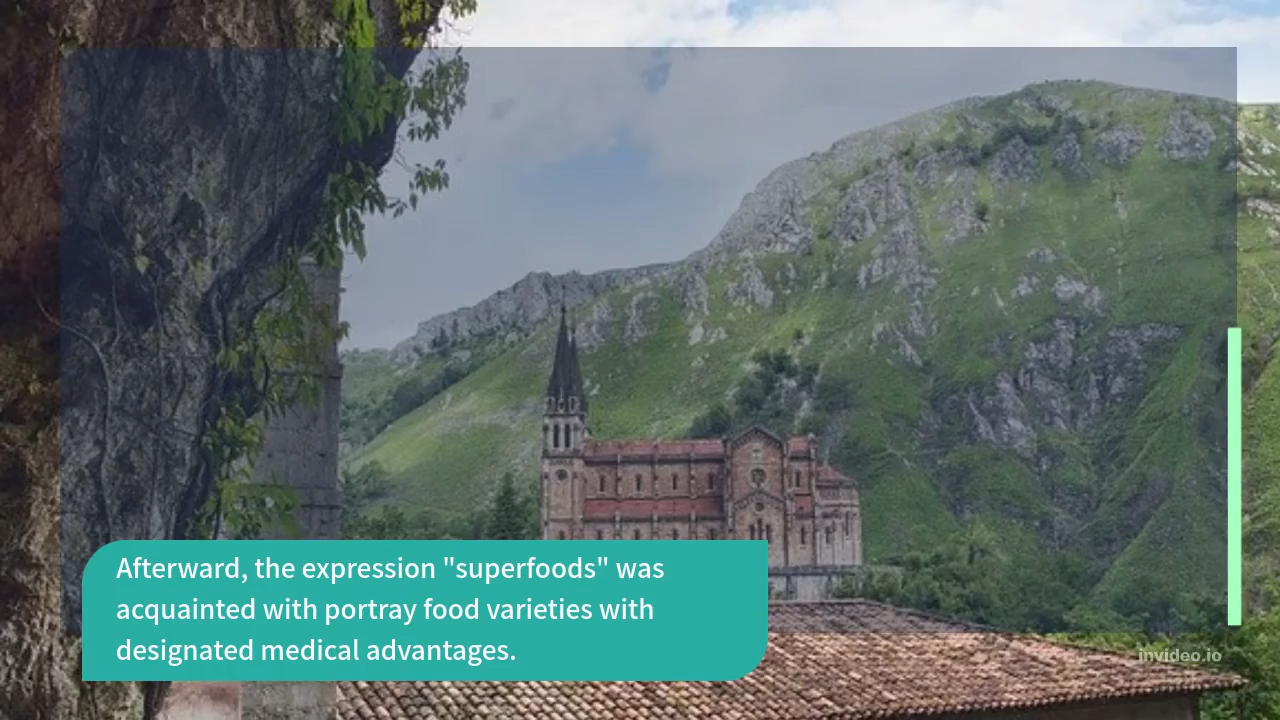 Afterward, the expression "superfoods" was
acquainted with portray food varieties with
designated medical advantages.
invideo.io